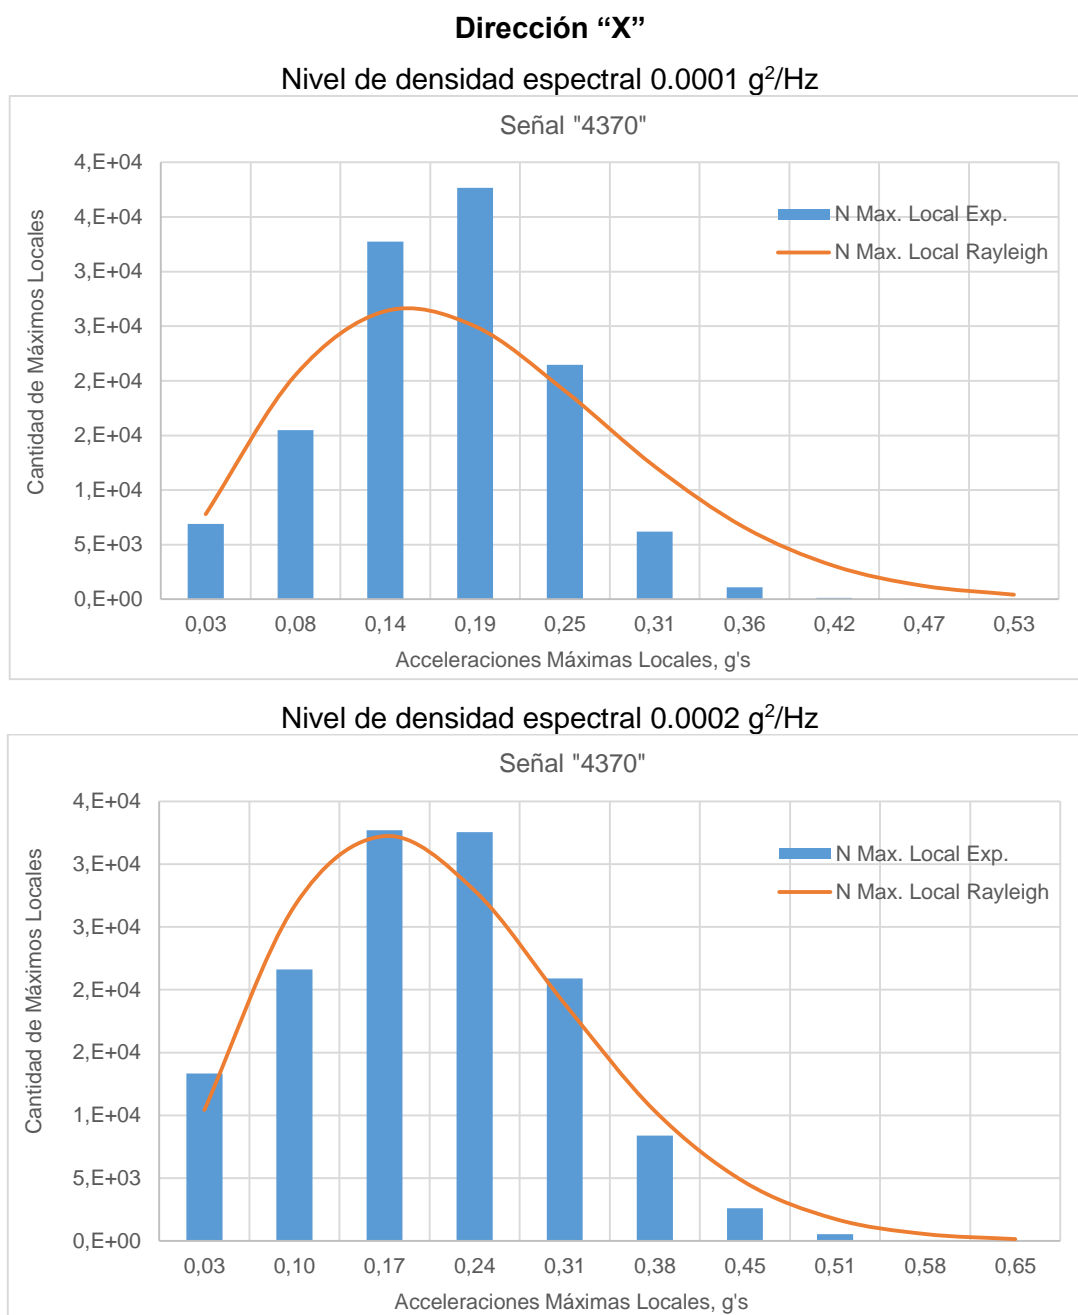 Dirección “X”
Nivel de densidad espectral 0.0001 g²/Hz
Señal "4370"
Cantidad de Máximos Locales
4,E+04
4,E+04
3,E+04
3,E+04
2,E+04
2,E+04
1,E+04
5,E+03
0,E+00
N Max. Local Exp.
N Max. Local Rayleigh
0,03 0,08 0,14 0,19 0,25 0,31 0,36 0,42 0,47 0,53
Acceleraciones Máximas Locales, g's
Nivel de densidad espectral 0.0002 g²/Hz
Señal "4370"
Cantidad de Máximos Locales
4,E+04
3,E+04
3,E+04
2,E+04
2,E+04
1,E+04
5,E+03
0,E+00
N Max. Local Exp.
N Max. Local Rayleigh
0,03 0,10 0,17 0,24 0,31 0,38 0,45 0,51 0,58 0,65
Acceleraciones Máximas Locales, g's